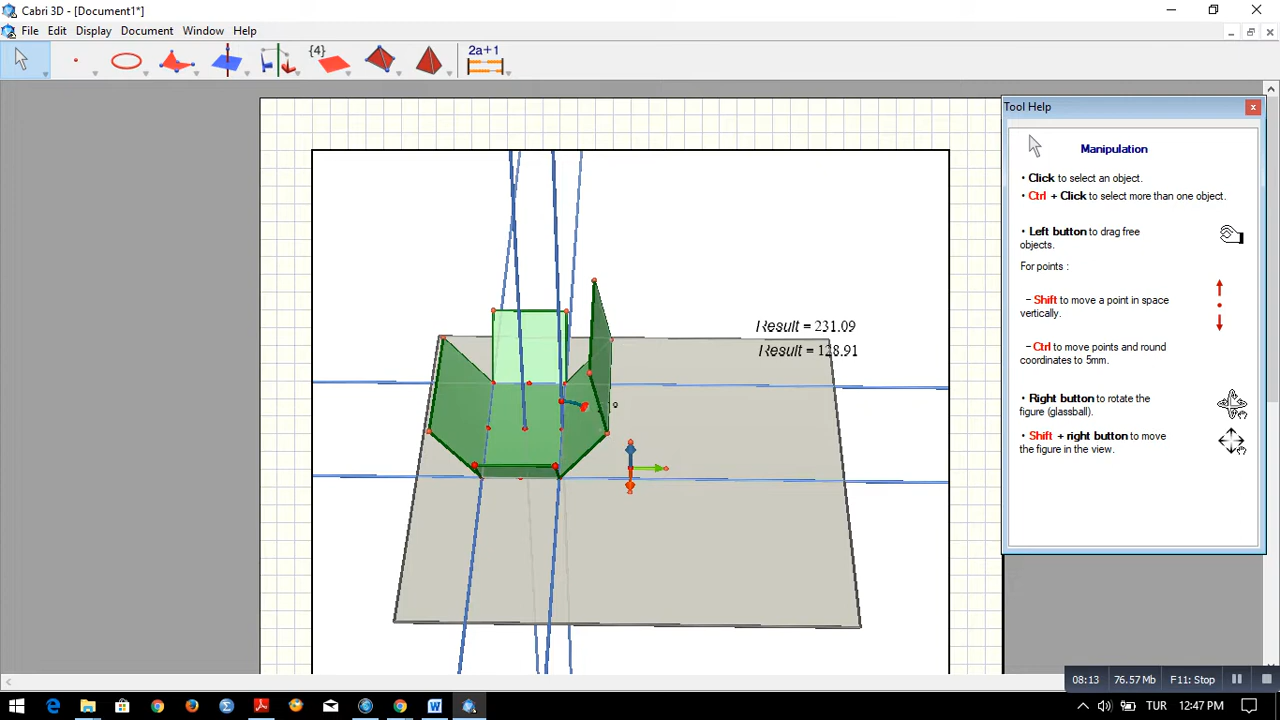 Cabri 3D - [Document1*]
File Edit Display Document Window Help
{4}
2a+1
Tool Help
Manipulation
• Click to select an object.
• Ctrl + Click to select more than one object.
• Left button to drag free
objects.
For points :
− Shift to move a point in space
vertically.
− Ctrl to move points and round
coordinates to 5mm.
• Right button to rotate the
figure (glassball).
• Shift + right button to move
the figure in the view.
Result = 231.09
Result = 128.91
08:13 76.57Mb F11: Stop
TUR 12:47 PM